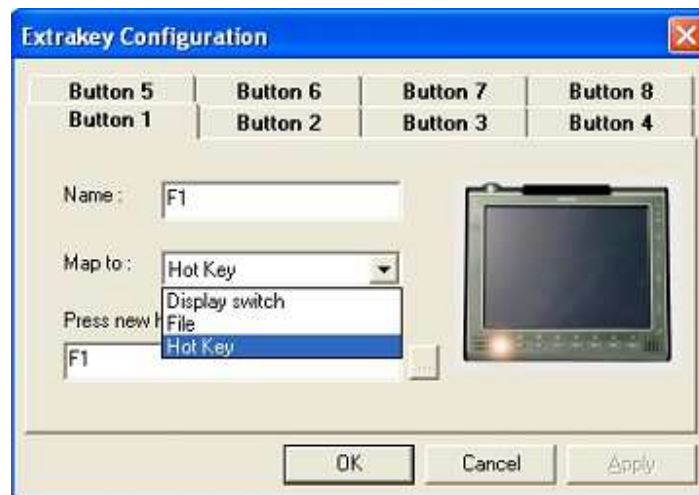 Extrakey Configuration
Button 5 Button 6 Button 7 Button 8
Button 1 Button 2 Button 3 Button 4
Name : F1
Map to : Hot Key
Display switch
Press new File
Hot Key
F1 ...
OK Cancel Apply